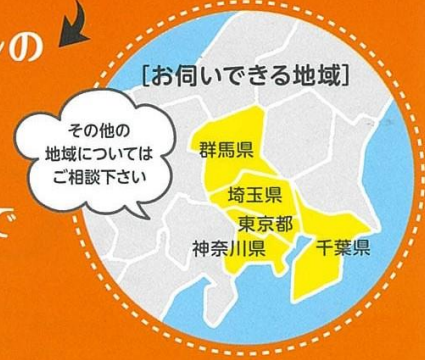 の
[お伺いできる地域]
その他の
地域については
ご相談下さい
群馬県
埼玉県
東京都
神奈川県
千葉県
で